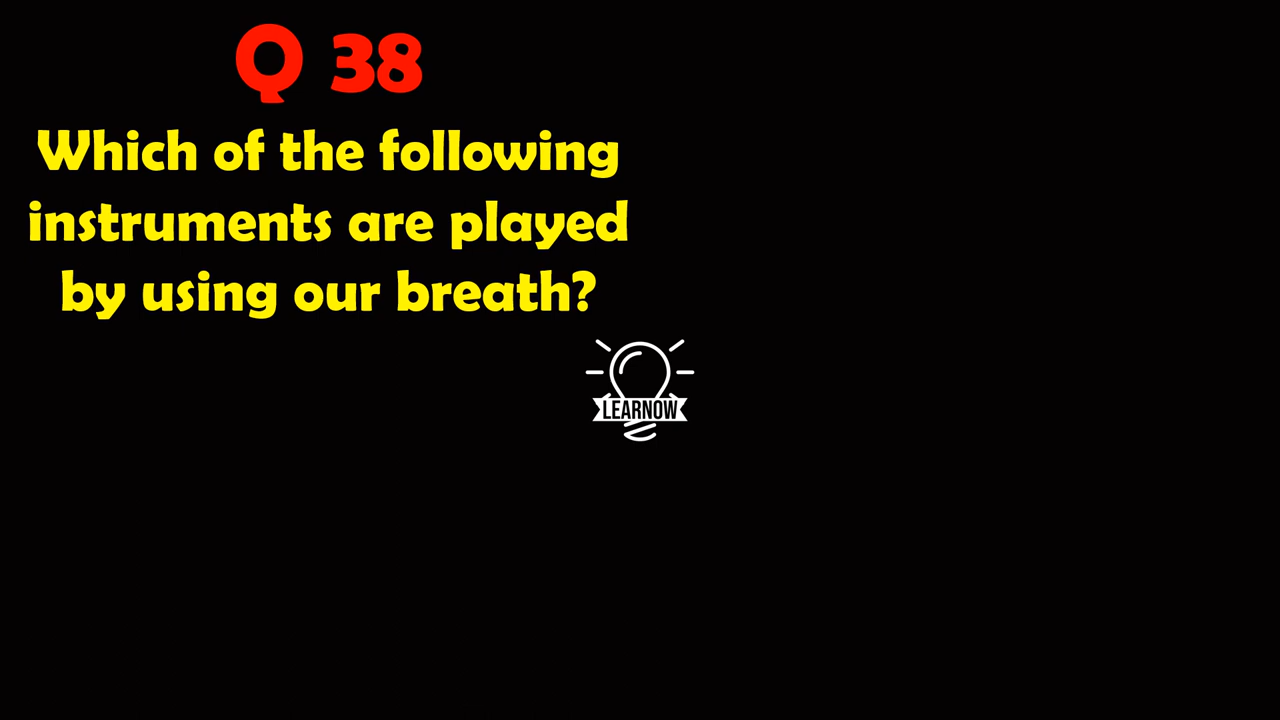 Q 38
Which of the following
instruments are played
by using our breath?
LEARNOW